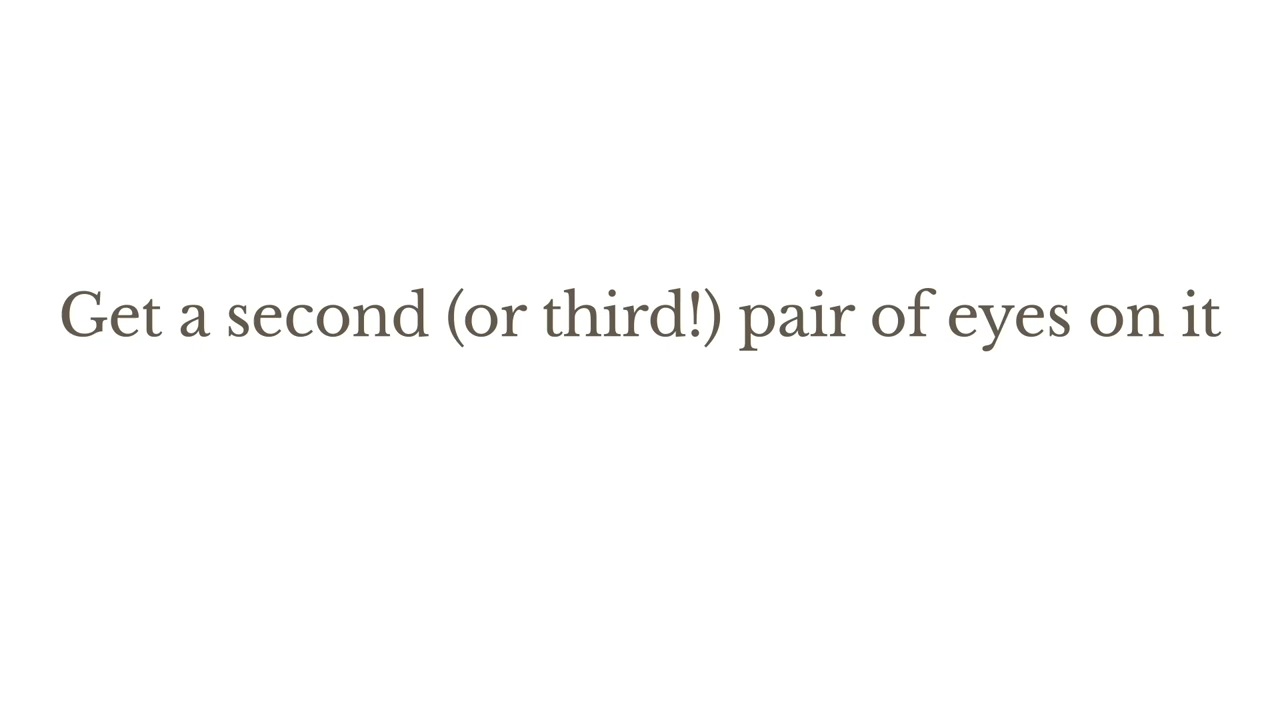 Get a second (or third!) pair of eyes on it